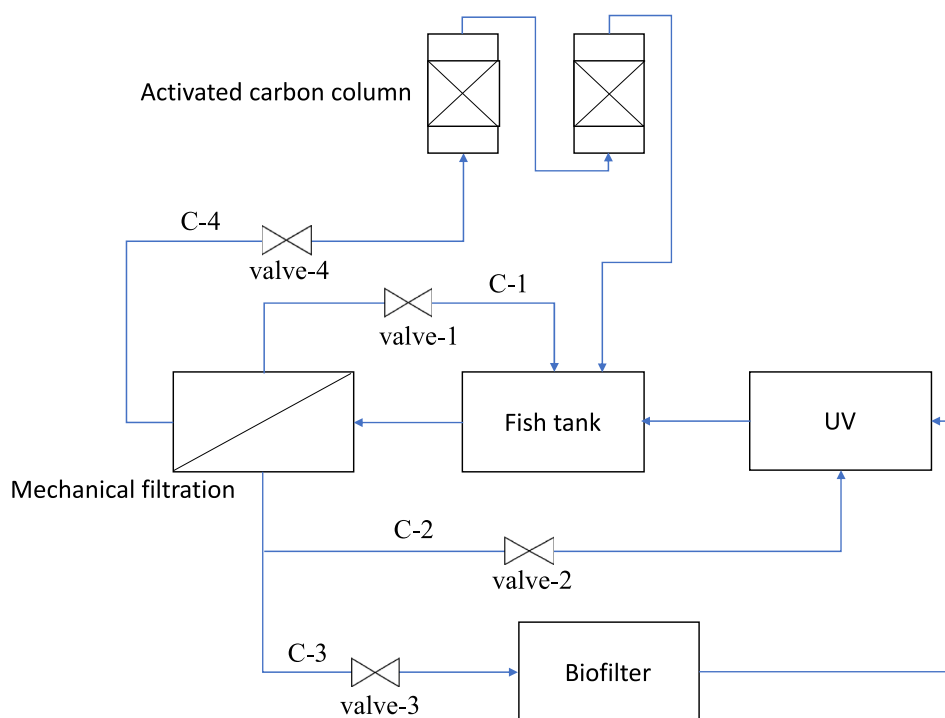 Activated carbon column
C-4
valve-4
C-1
valve-1
Fish tank
UV
Mechanical filtration
C-2
valve-2
C-3
valve-3
Biofilter